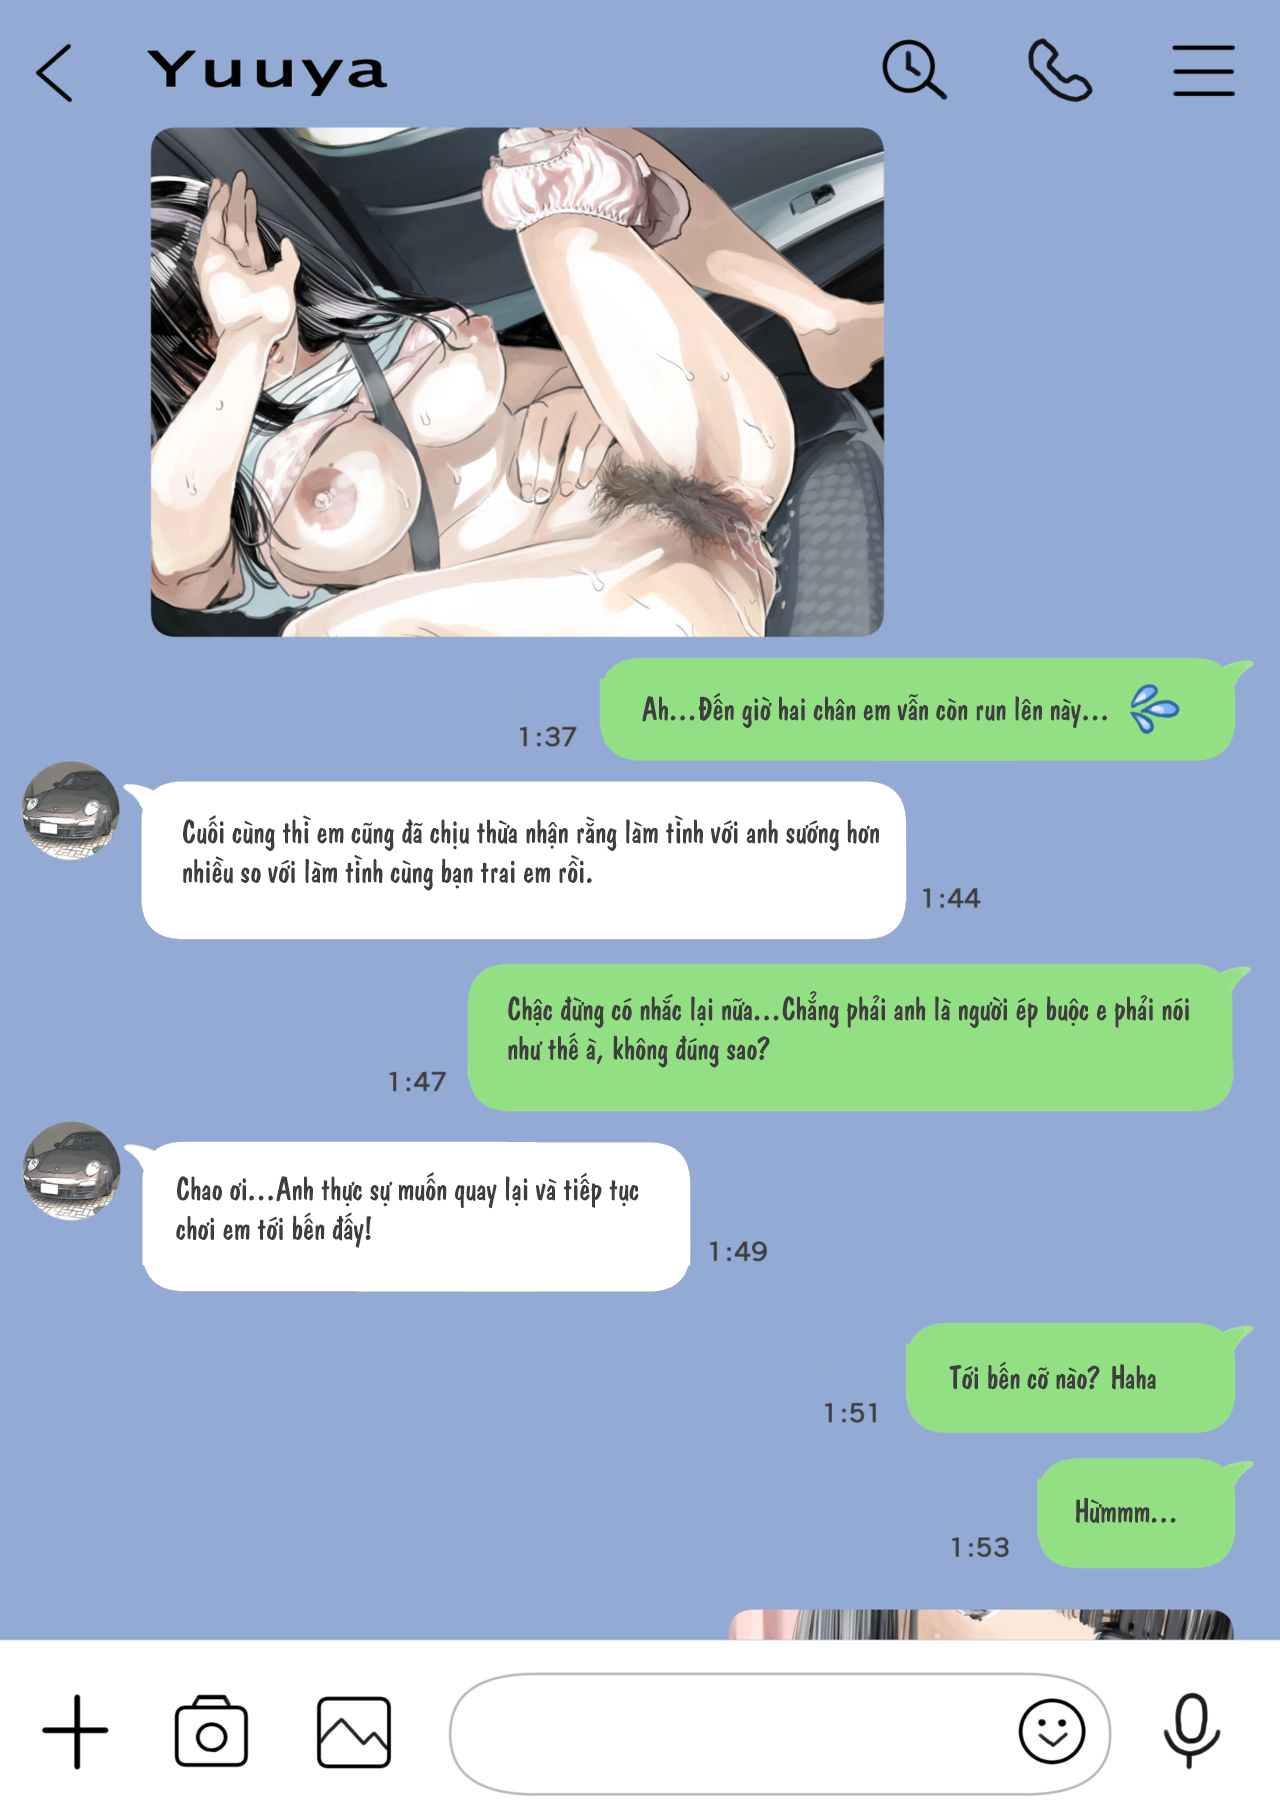 Yuuya
Ah...Đến giờ hai chân em vẫn còn run lên này...
1:37
Cuối cùng thì em cũng đã chịu thừa nhận rằng làm tình với anh sướng hơn
nhiều so với làm tình cùng bạn trai em rồi.
1:44
Chậc đừng có nhắc lại nữa...Chẳng phải anh là người ép buộc e phải nói
như thế à, không đúng sao?
1:47
Chao ơi...Anh thực sự muốn quay lại và tiếp tục
chơi em tới bến đấy!
1:49
Tới bến cỡ nào? Haha
1:51
Hừmmm...
1:53